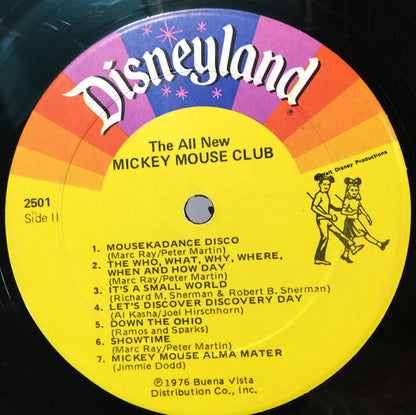 Disneyland
®
The All New
MICKEY MOUSE CLUB
2501
Side II
Walt Disney Productions
1. MOUSEKADANCE DISCO
(Marc Ray/Peter Martin)
2. THE WHO, WHAT, WHY, WHERE,
WHEN AND HOW DAY
(Marc Ray/Peter Martin)
3. IT'S A SMALL WORLD
(Richard M. Sherman & Robert B. Sherman)
4. LET'S DISCOVER DISCOVERY DAY
(Al Kasha/Joel Hirschhorn)
5. DOWN THE OHIO
(Ramos and Sparks)
6. SHOWTIME
(Marc Ray/Peter Martin)
7. MICKEY MOUSE ALMA MATER
(Jimmie Dodd)
℗1976 Buena Vista
Distribution Co., Inc.